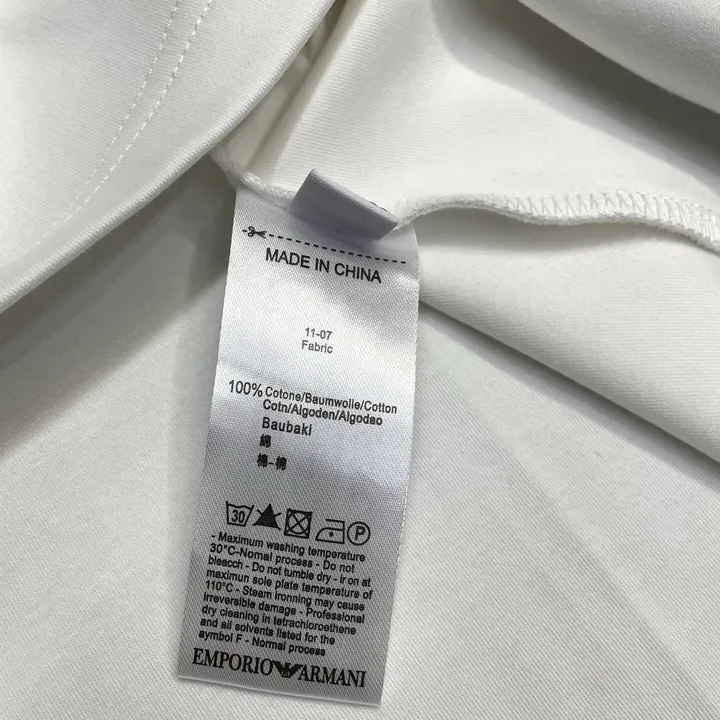 MADE IN CHINA
11-07
Fabric
100% Cotone/Baumwolle/Cotton
Cotn/Algoden/Algodao
Baubaki
綿
棉-棉
30 P
- Maximum washing temperature
30°C-Normal process - Do not
bleacch - Do not tumble dry - ir on at
maximun sole plate temperature of
110°C - Steam ironning may cause
irreversible damage - Professional
dry cleaning in tetrachloroethene
and all solvents listed for the
aymbol F - Normal process
EMPORIO ARMANI